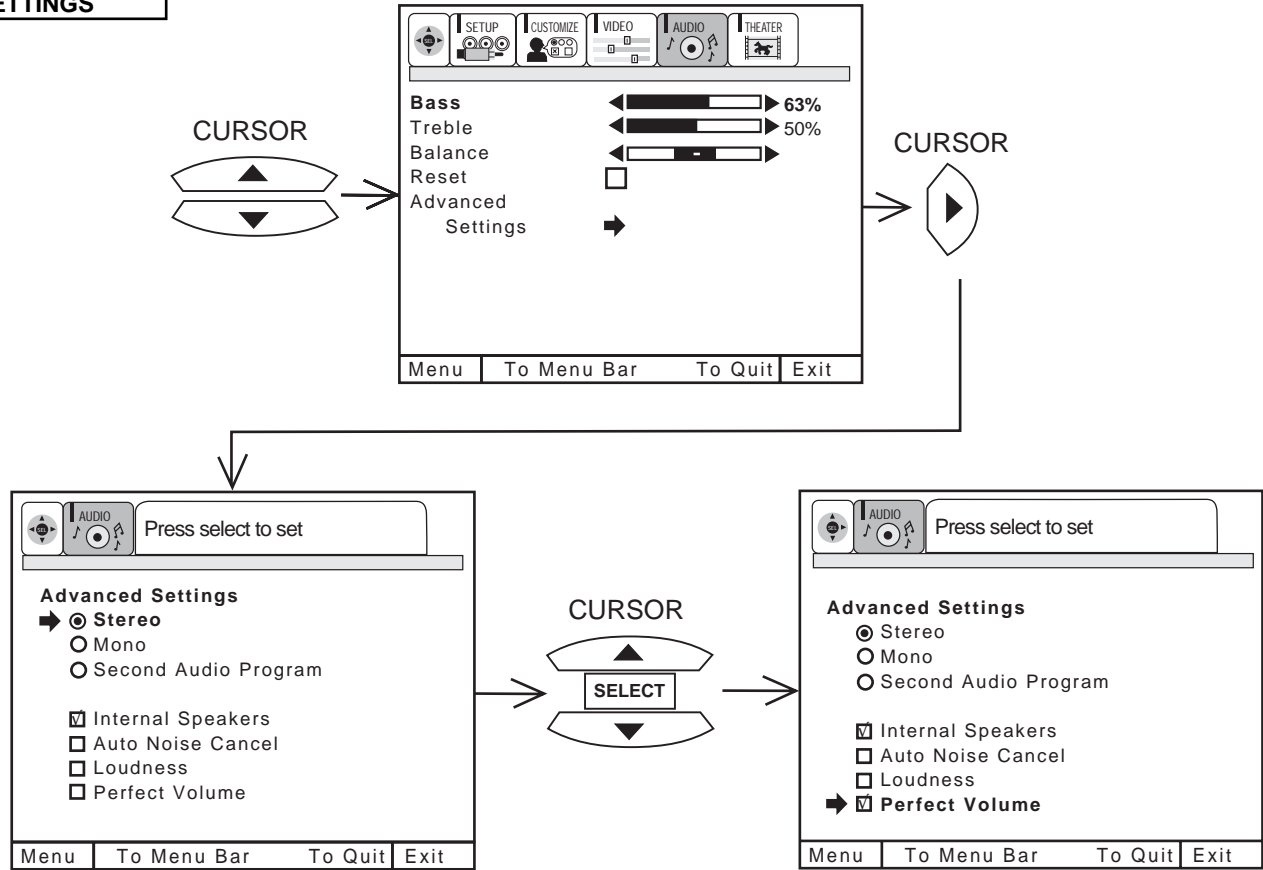 SETUP
CUSTOMIZE
VIDEO
AUDIO
THEATER
SEL
Bass 63%
Treble 50%
Balance -
Reset
Advanced
Settings
Menu To Menu Bar To Quit Exit
CURSOR
CURSOR
SEL
AUDIO
Press select to set
Advanced Settings
Stereo
Mono
Second Audio Program
Internal Speakers
Auto Noise Cancel
Loudness
Perfect Volume
Menu To Menu Bar To Quit Exit
CURSOR
SELECT
SEL
AUDIO
Press select to set
Advanced Settings
Stereo
Mono
Second Audio Program
Internal Speakers
Auto Noise Cancel
Loudness
Perfect Volume
Menu To Menu Bar To Quit Exit